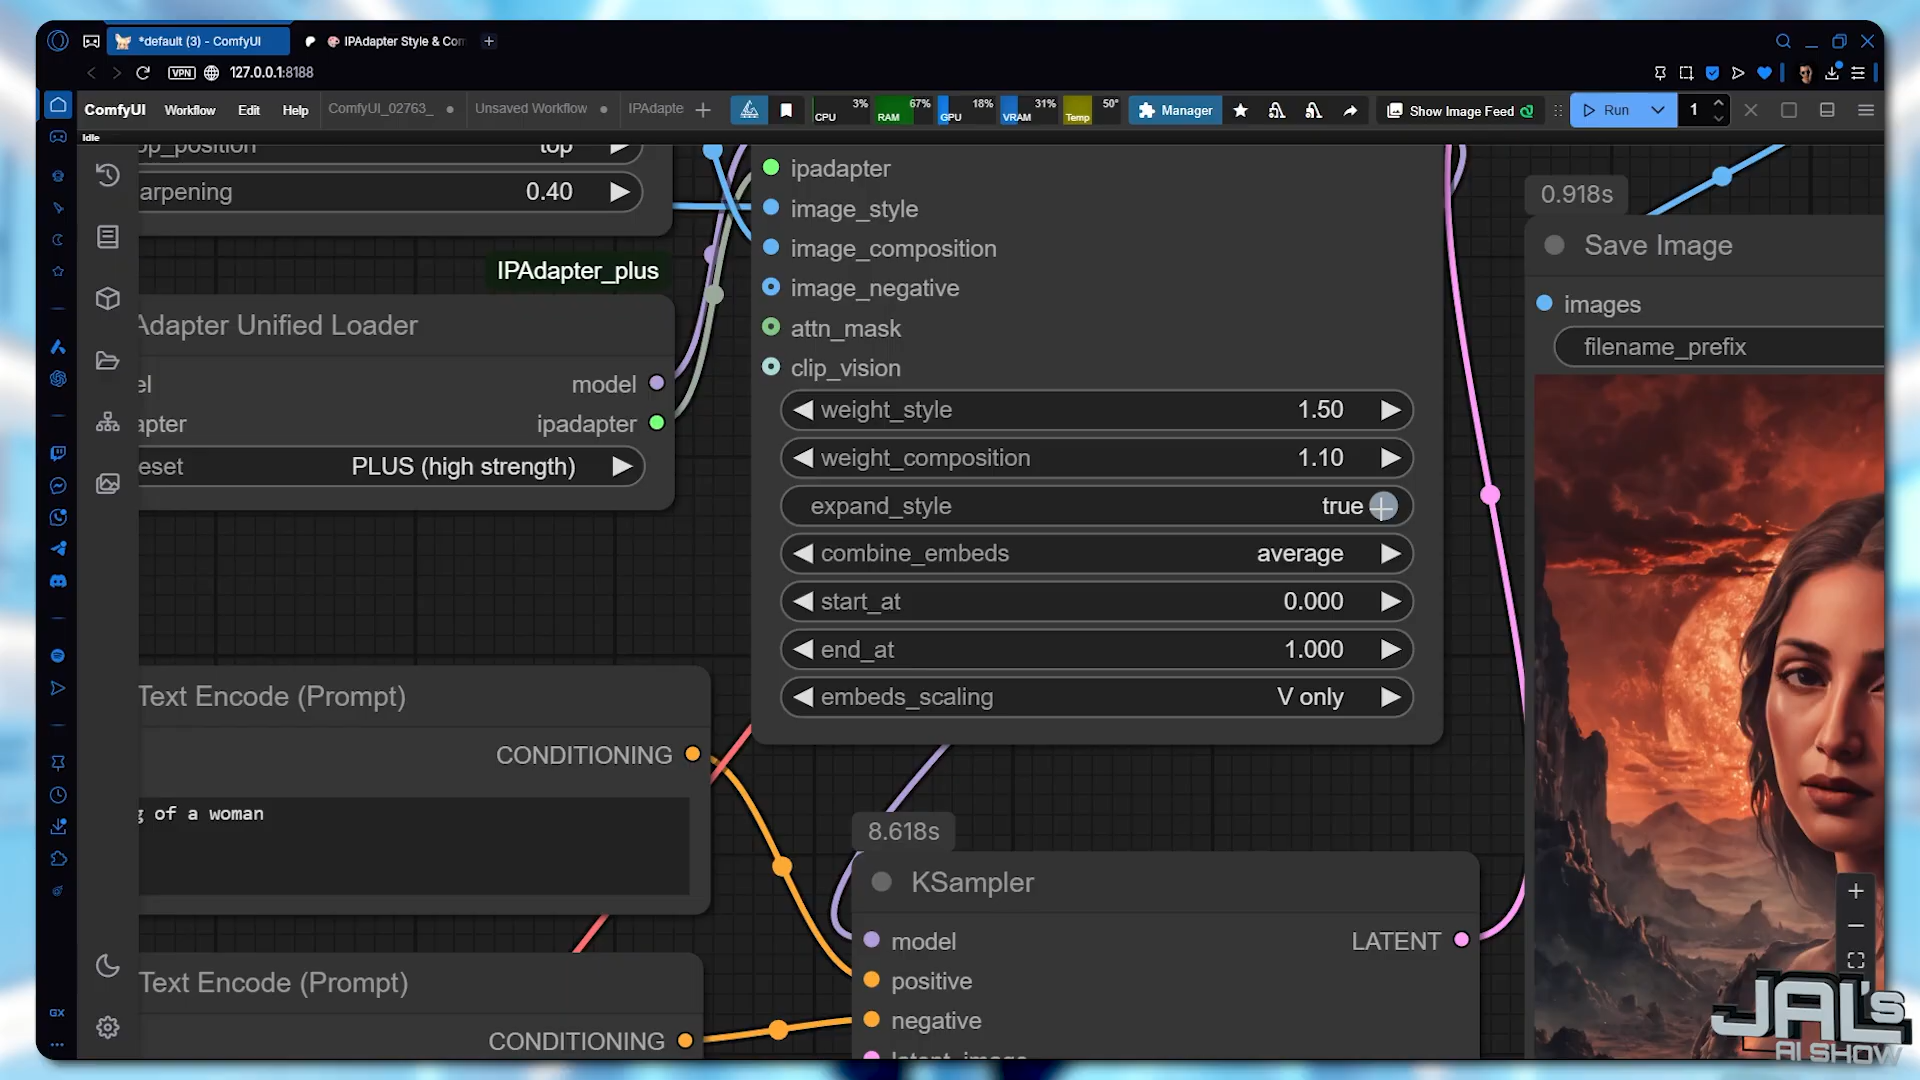 *default (3) - ComfyUI
IPAdapter Style & Com
VPN
127.0.0.1:8188
ComfyUI
Workflow
Edit
Help
ComfyUI_02763_
Unsaved Workflow
IPAdapte
CPU 3%
RAM 67%
GPU 18%
VRAM 31%
Temp 50°
Manager
Show Image Feed
Run
1
Idle
op_position top
arpening 0.40
IPAdapter_plus
Adapter Unified Loader
el model
apter ipadapter
eset PLUS (high strength)
ipadapter
image_style
image_composition
image_negative
attn_mask
clip_vision
weight_style 1.50
weight_composition 1.10
expand_style true
combine_embeds average
start_at 0.000
end_at 1.000
embeds_scaling V only
0.918s
Save Image
images
filename_prefix
Text Encode (Prompt)
CONDITIONING
g of a woman
Text Encode (Prompt)
CONDITIONING
8.618s
KSampler
model LATENT
positive
negative
latent_image
GX
JAL's
AI SHOW